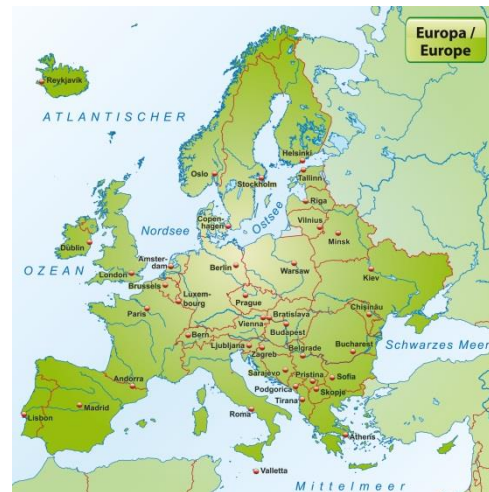 Europa /
Europe
Reykjavík
ATLANTISCHER
Helsinki
Oslo
Stockholm
Tallinn
Riga
Copen-
hagen
Ostsee
Nordsee
Vilnius
Minsk
Dublin
Amster-
dam
Berlin
Warsaw
OZEAN
London
Kiev
Brussels
Luxem-
bourg
Prague
Paris
Chisinău
Bratislava
Vienna
Budapest
Bern
Ljubljana
Zagreb
Belgrade
Bucharest
Schwarzes Meer
Andorra
Sarajevo
Pristina
Sofia
Podgorica
Skopje
Madrid
Lisbon
Roma
Tirana
Athens
Valletta
Mittelmeer